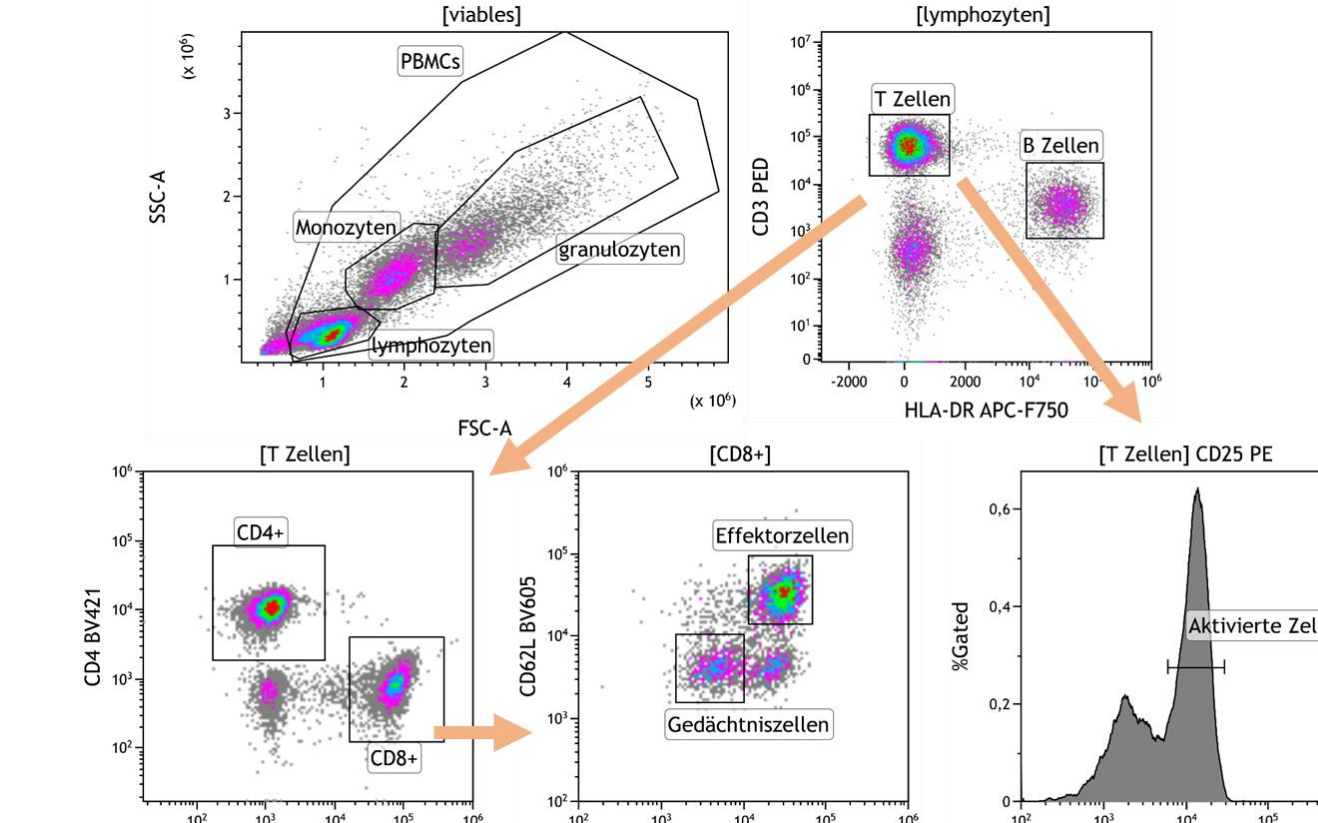 [viables]
(x 10⁶)
PBMCs
3
SSC-A
2
Monozyten
granulozyten
1
lymphozyten
1 2 3 4 5
(x 10⁶)
FSC-A
[lymphozyten]
10⁷
T Zellen
10⁶
10⁵
B Zellen
CD3 PED
10⁴
10³
10²
10¹
0
-2000 0 2000 10⁴ 10⁶
HLA-DR APC-F750
[T Zellen]
10⁶
CD4+
10⁵
CD4 BV421
10⁴
10³
10²
CD8+
10² 10³ 10⁴ 10⁵ 10⁶
[CD8+]
10⁶
Effektorzellen
10⁵
CD62L BV605
10⁴
Gedächtniszellen
10³
10²
10² 10³ 10⁴ 10⁵ 10⁶
[T Zellen] CD25 PE
0,6
0,4
%Gated
Aktivierte Zel
0,2
0
10² 10³ 10⁴ 10⁵